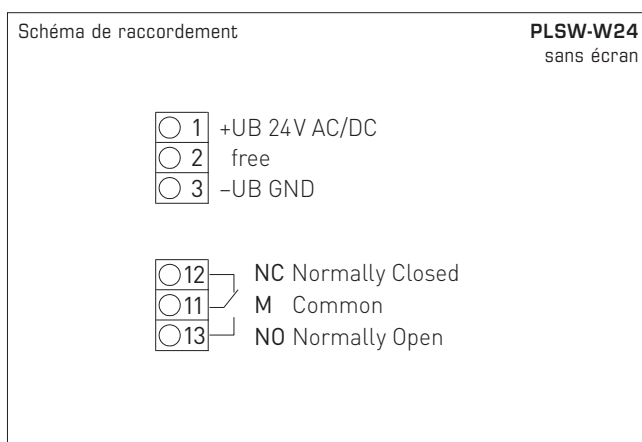 Schéma de raccordement
PLSW-W24
sans écran
1 +UB 24V AC/DC
2 free
3 –UB GND
12 NC Normally Closed
11 M Common
13 NO Normally Open